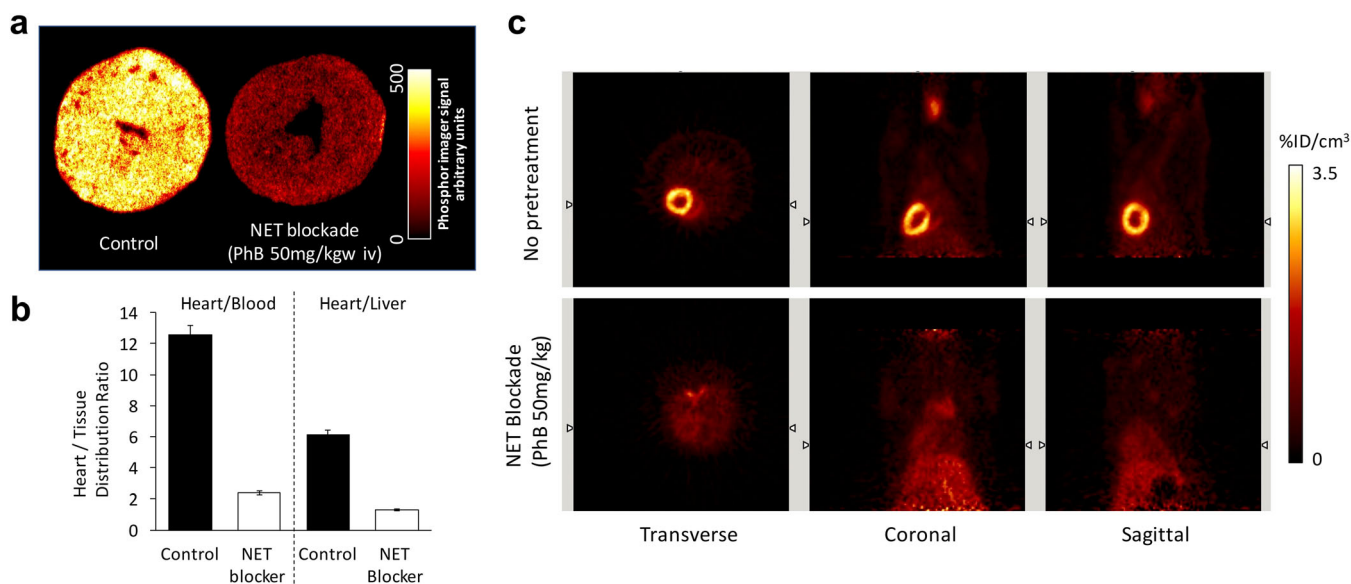 a
Control
NET blockade
(PhB 50mg/kgw iv)
500
0
Phosphor imager signal
arbitrary units
b
Heart/Blood
Heart/Liver
14
12
10
8
6
4
2
0
Heart / Tissue
Distribution Ratio
Control
NET
blocker
Control
NET
Blocker
c
No pretreatment
NET Blockade
(PhB 50mg/kg)
Transverse
Coronal
Sagittal
%ID/cm³
3.5
0